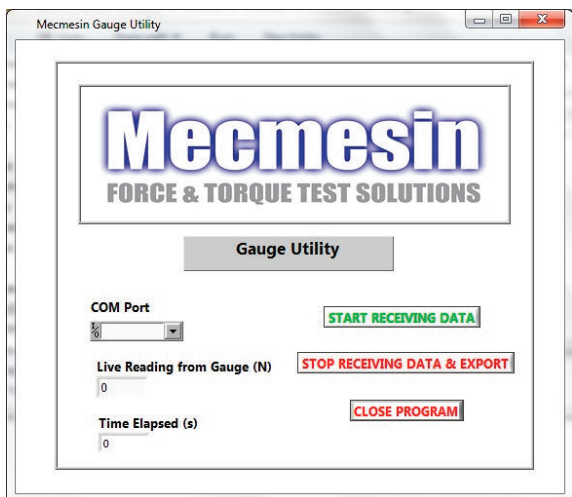 Mecmesin Gauge Utility
Mecmesin
FORCE & TORQUE TEST SOLUTIONS
Gauge Utility
COM Port
I/O
START RECEIVING DATA
Live Reading from Gauge (N)
0
STOP RECEIVING DATA & EXPORT
Time Elapsed (s)
0
CLOSE PROGRAM